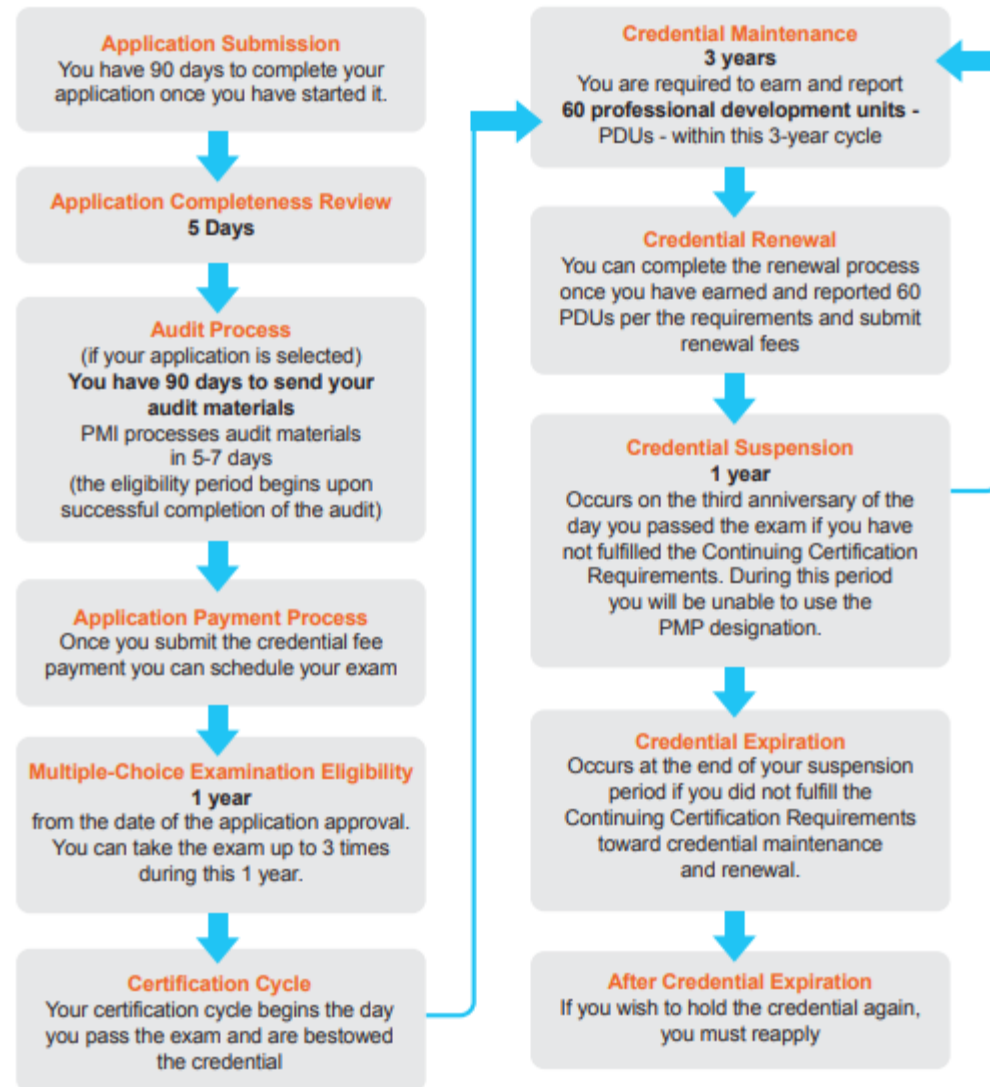 Application Submission
You have 90 days to complete your
application once you have started it.
Application Completeness Review
5 Days
Audit Process
(if your application is selected)
You have 90 days to send your
audit materials
PMI processes audit materials
in 5-7 days
(the eligibility period begins upon
successful completion of the audit)
Application Payment Process
Once you submit the credential fee
payment you can schedule your exam
Multiple-Choice Examination Eligibility
1 year
from the date of the application approval.
You can take the exam up to 3 times
during this 1 year.
Certification Cycle
Your certification cycle begins the day
you pass the exam and are bestowed
the credential
Credential Maintenance
3 years
You are required to earn and report
60 professional development units -
PDUs - within this 3-year cycle
Credential Renewal
You can complete the renewal process
once you have earned and reported 60
PDUs per the requirements and submit
renewal fees
Credential Suspension
1 year
Occurs on the third anniversary of the
day you passed the exam if you have
not fulfilled the Continuing Certification
Requirements. During this period
you will be unable to use the
PMP designation.
Credential Expiration
Occurs at the end of your suspension
period if you did not fulfill the
Continuing Certification Requirements
toward credential maintenance
and renewal.
After Credential Expiration
If you wish to hold the credential again,
you must reapply